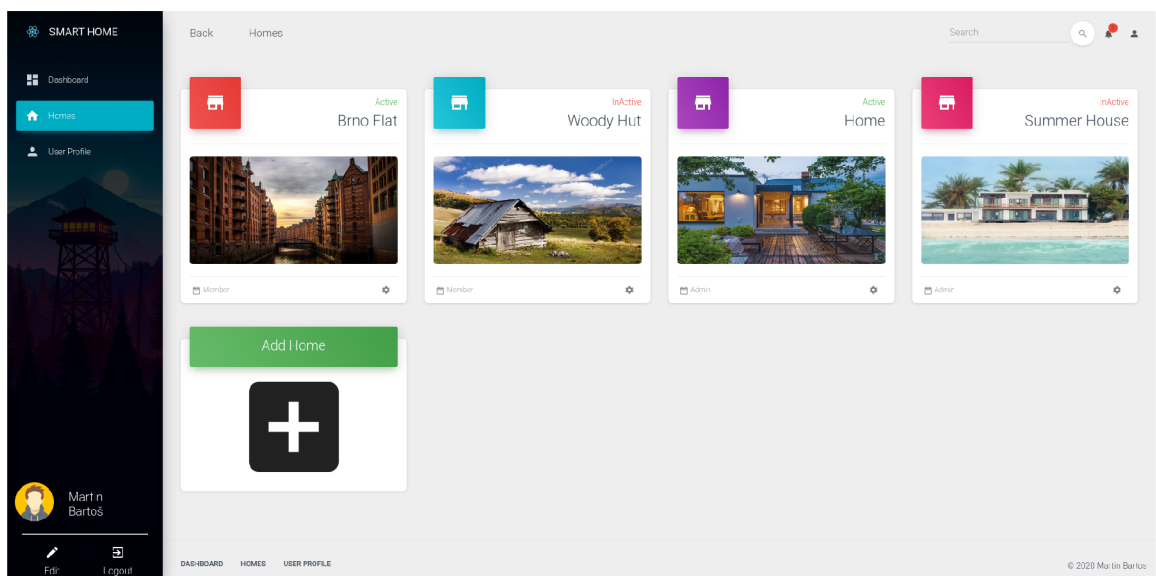 SMART HOME
Dashboard
Homes
User Profile
Martin
Bartoš
Edit
Logout
Back
Homes
Search
Active
Brno Flat
Member
InActive
Woody Hut
Member
Active
Home
Admin
InActive
Summer House
Admin
Add Home
DASHBOARD
HOMES
USER PROFILE
© 2020 Martin Bartos